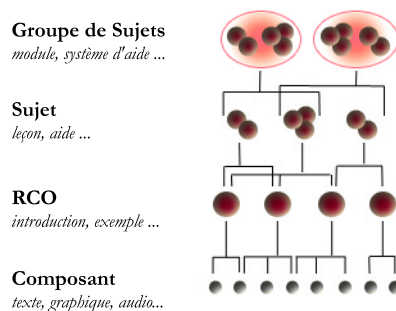 Groupe de Sujets
module, système d'aide ...
Sujet
leçon, aide ...
RCO
introduction, exemple ...
Composant
texte, graphique, audio...